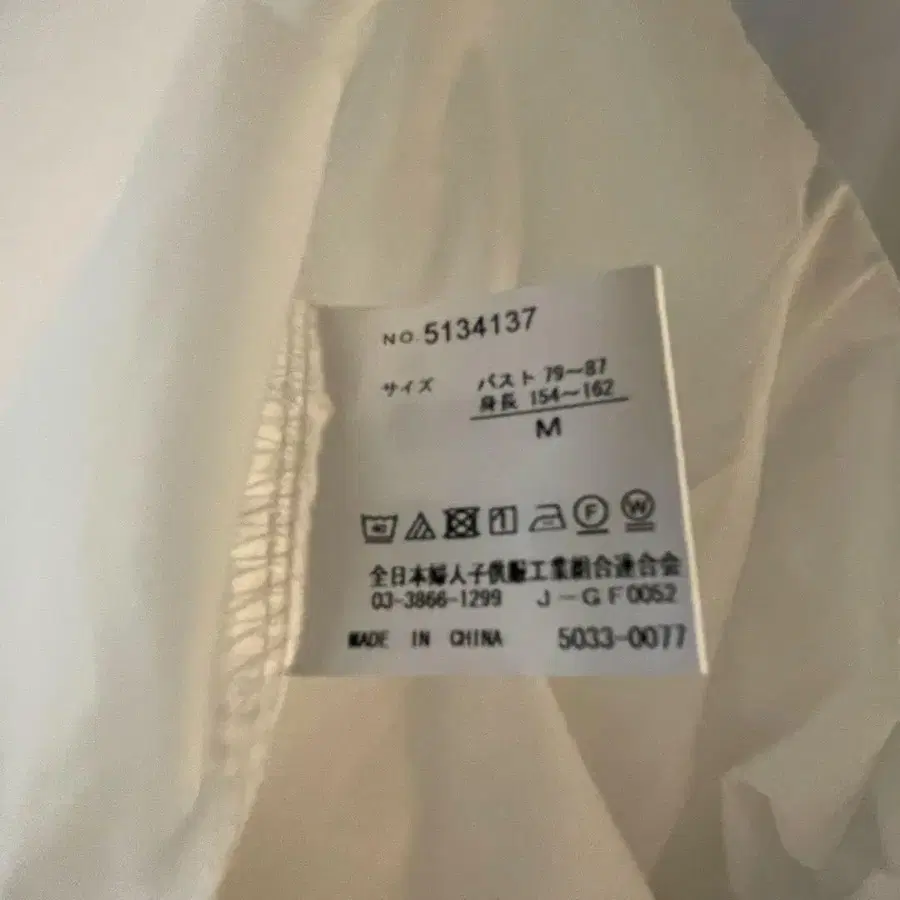 NO.5134137
サイズ バスト 79~87
身長 154~162
M
40 1 F W
全日本婦人子供服工業組合連合会
03-3866-1299 J-GF0052
MADE IN CHINA 5033-0077